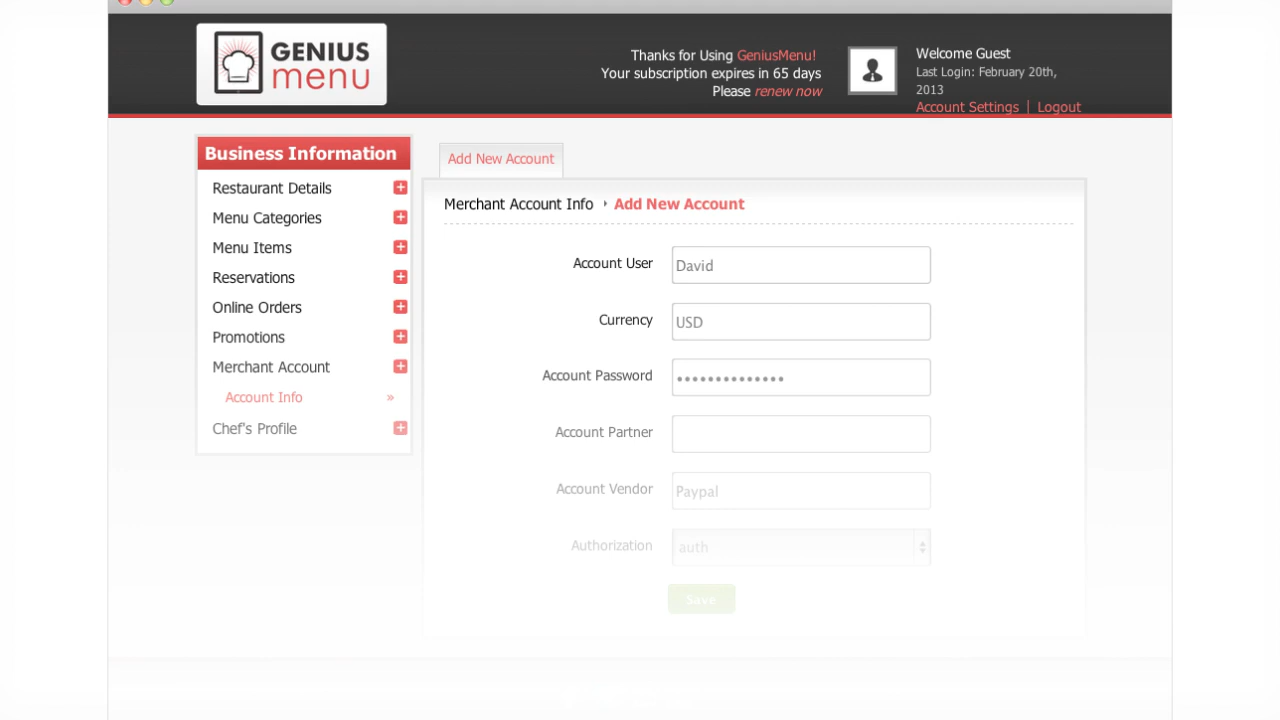 GENIUS
menu
Thanks for Using GeniusMenu!
Your subscription expires in 65 days
Please renew now
Welcome Guest
Last Login: February 20th,
2013
Account Settings | Logout
Business Information
Restaurant Details
Menu Categories
Menu Items
Reservations
Online Orders
Promotions
Merchant Account
Account Info »
Chef's Profile
Add New Account
Merchant Account Info ‣ Add New Account
Account User David
Currency USD
Account Password ••••••••••••••
Account Partner
Account Vendor Paypal
Authorization auth
Save